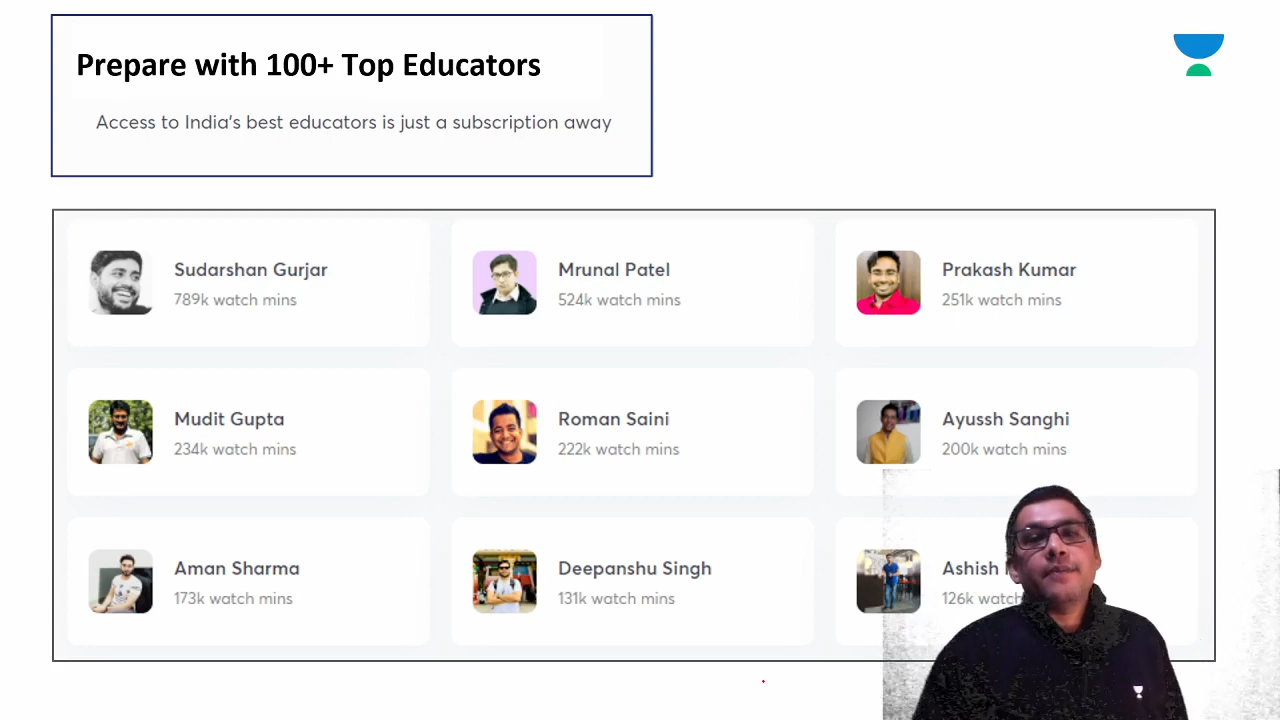 Prepare with 100+ Top Educators
Access to India's best educators is just a subscription away
Sudarshan Gurjar
789k watch mins
Mrunal Patel
524k watch mins
Prakash Kumar
251k watch mins
Mudit Gupta
234k watch mins
Roman Saini
222k watch mins
Ayussh Sanghi
200k watch mins
Aman Sharma
173k watch mins
Deepanshu Singh
131k watch mins
Ashish
126k watch